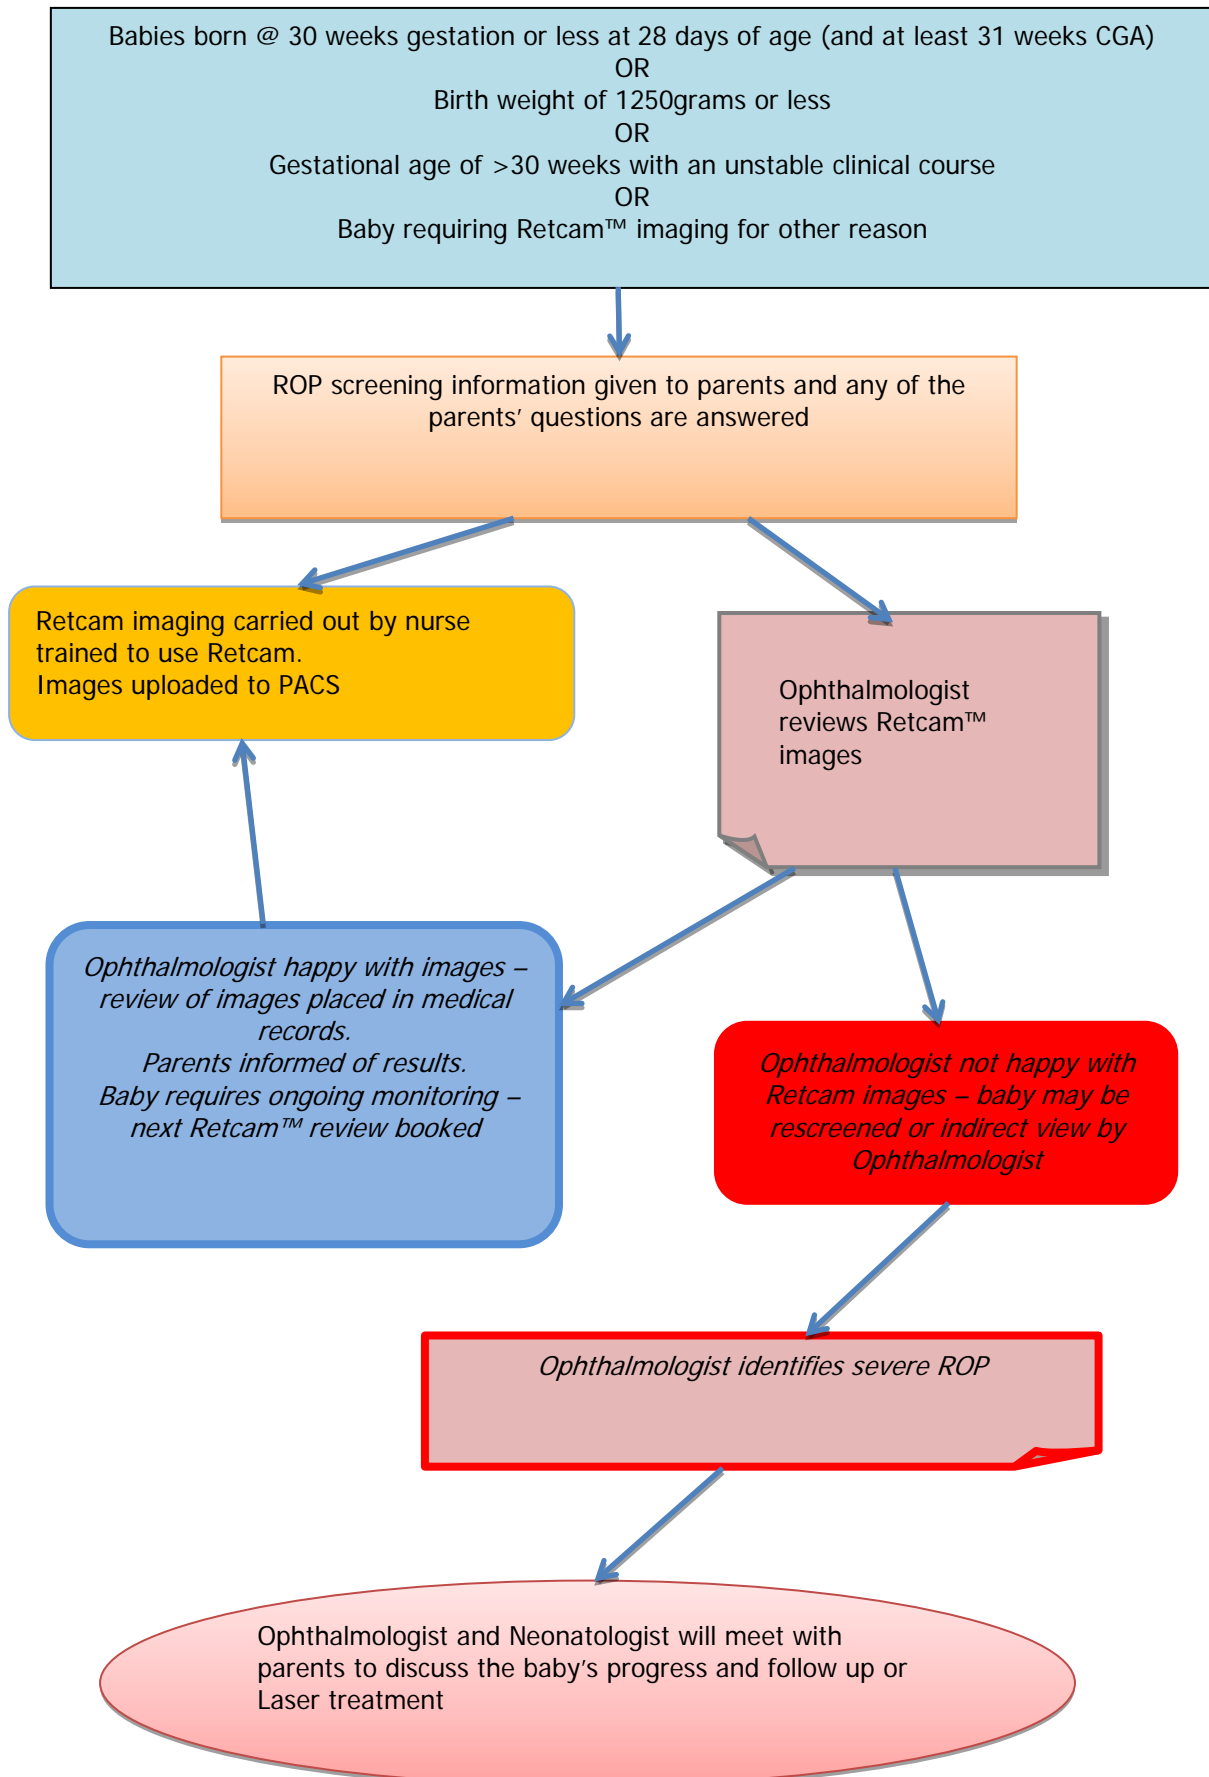 Babies born @ 30 weeks gestation or less at 28 days of age (and at least 31 weeks CGA)
OR
Birth weight of 1250grams or less
OR
Gestational age of >30 weeks with an unstable clinical course
OR
Baby requiring Retcam™ imaging for other reason
ROP screening information given to parents and any of the
parents’ questions are answered
Retcam imaging carried out by nurse
trained to use Retcam.
Images uploaded to PACS
Ophthalmologist
reviews Retcam™
images
Ophthalmologist happy with images –
review of images placed in medical
records.
Parents informed of results.
Baby requires ongoing monitoring –
next Retcam™ review booked
Ophthalmologist not happy with
Retcam images – baby may be
rescreened or indirect view by
Ophthalmologist
Ophthalmologist identifies severe ROP
Ophthalmologist and Neonatologist will meet with
parents to discuss the baby’s progress and follow up or
Laser treatment